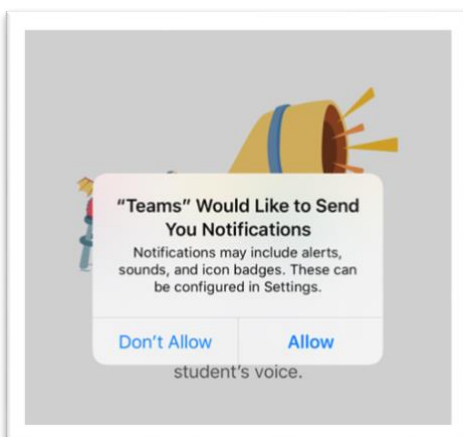 “Teams” Would Like to Send
You Notifications
Notifications may include alerts,
sounds, and icon badges. These can
be configured in Settings.
Don’t Allow
Allow
student’s voice.